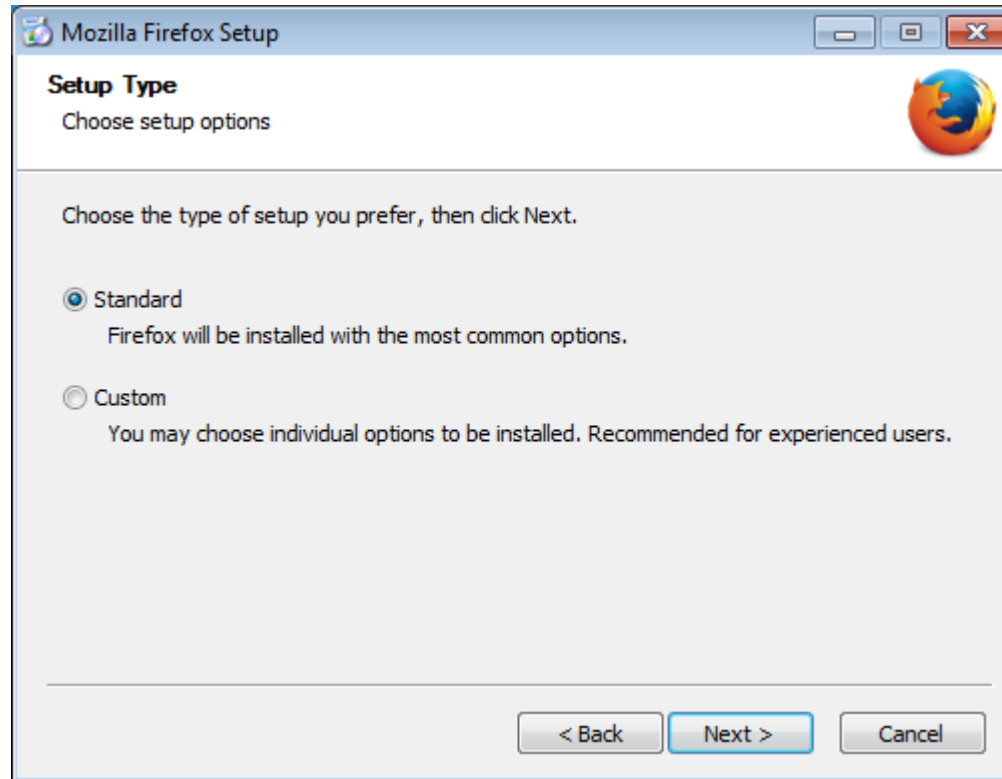 Mozilla Firefox Setup
Setup Type
Choose setup options
Choose the type of setup you prefer, then click Next.
Standard
Firefox will be installed with the most common options.
Custom
You may choose individual options to be installed. Recommended for experienced users.
< Back
Next >
Cancel